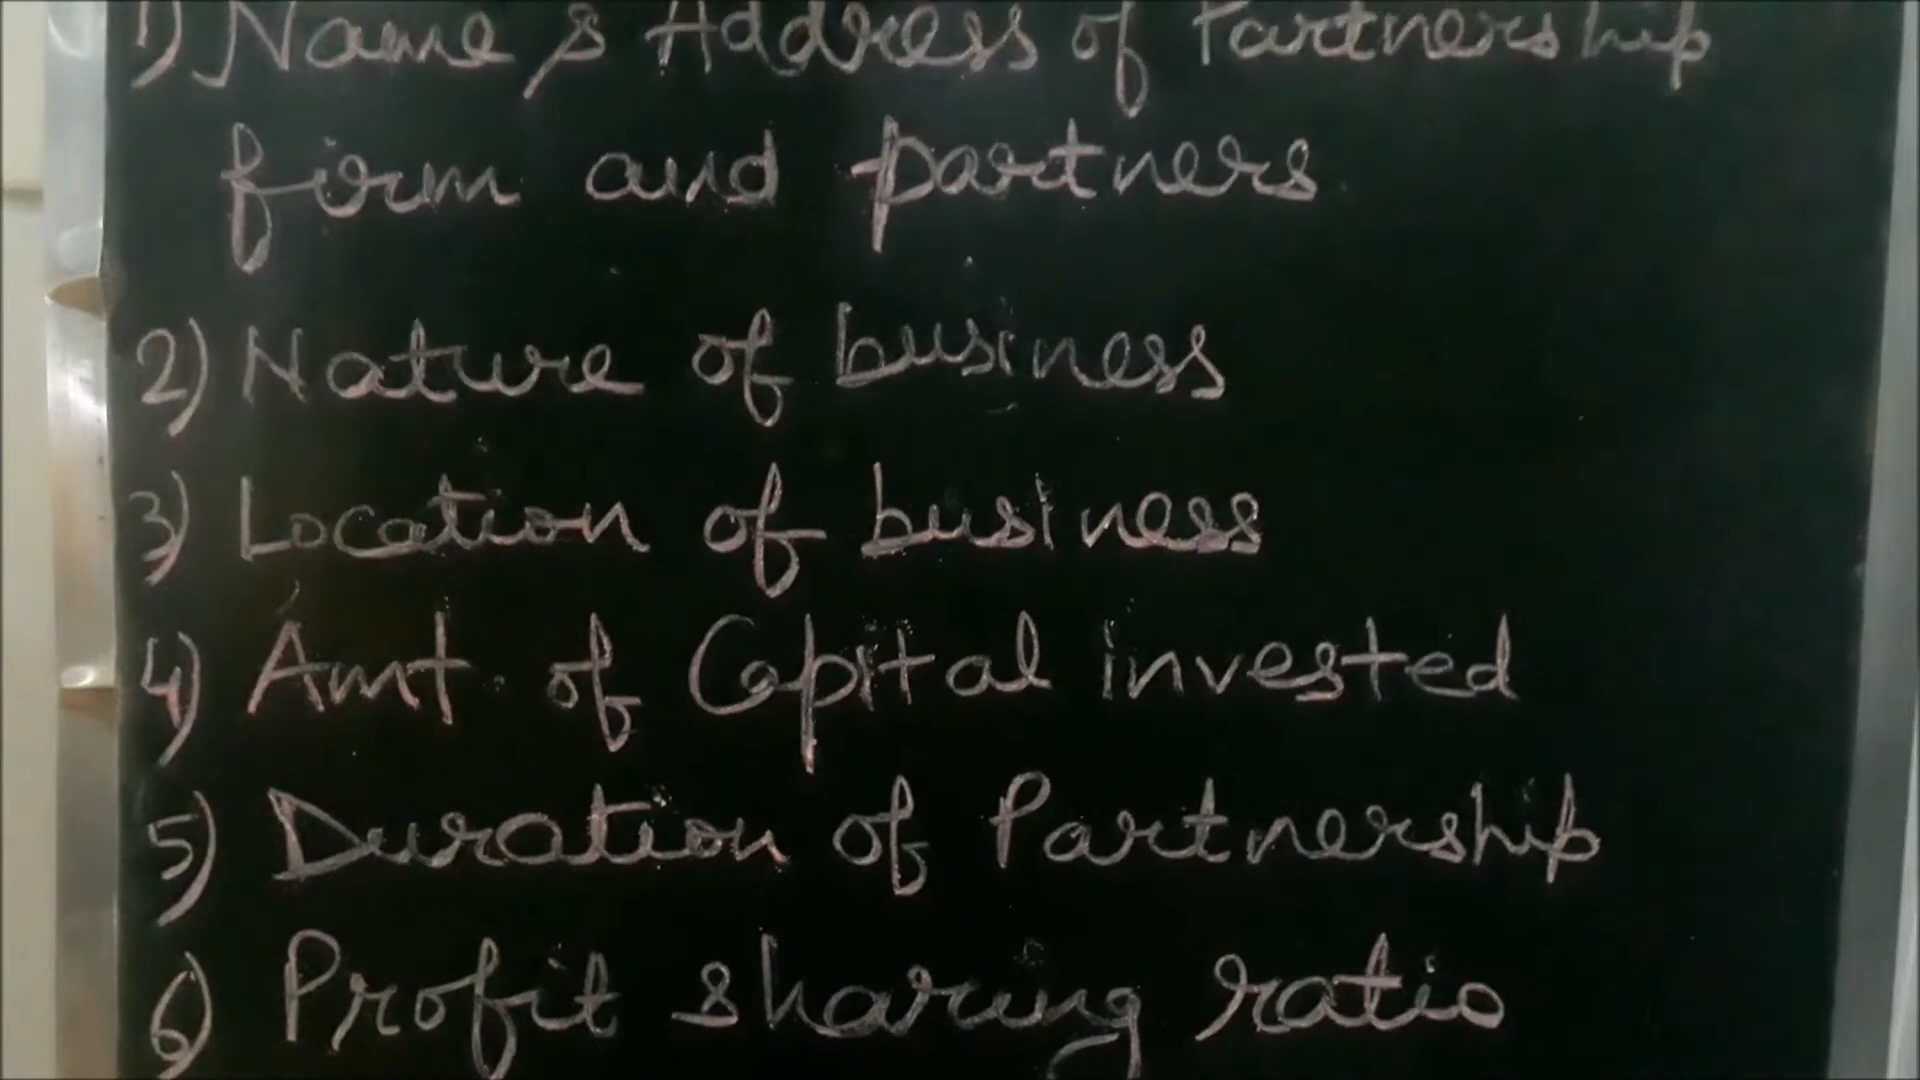 1) Name & Address of Partnership
firm and partners
2) Nature of business
3) Location of business
4) Amt. of Capital invested
5) Duration of Partnership
6) Profit sharing ratio